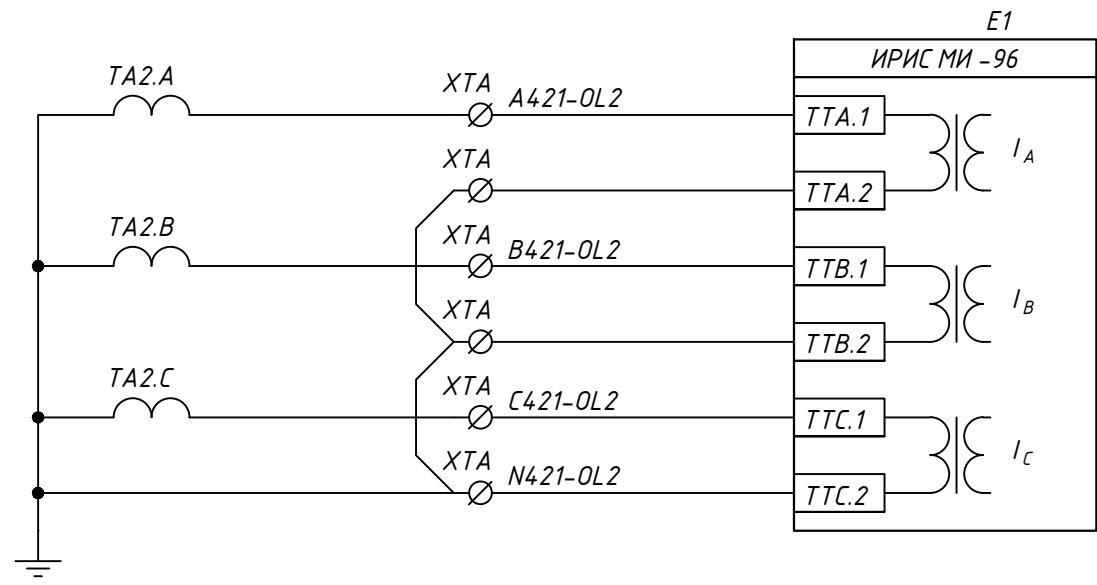 E1
ИРИС МИ -96
TA2.A
XTA
A421-OL2
TTA.1
I A
XTA
TTA.2
TA2.B
XTA
B421-OL2
TTB.1
I B
XTA
TTB.2
TA2.C
XTA
C421-OL2
TTC.1
I C
XTA
N421-OL2
TTC.2